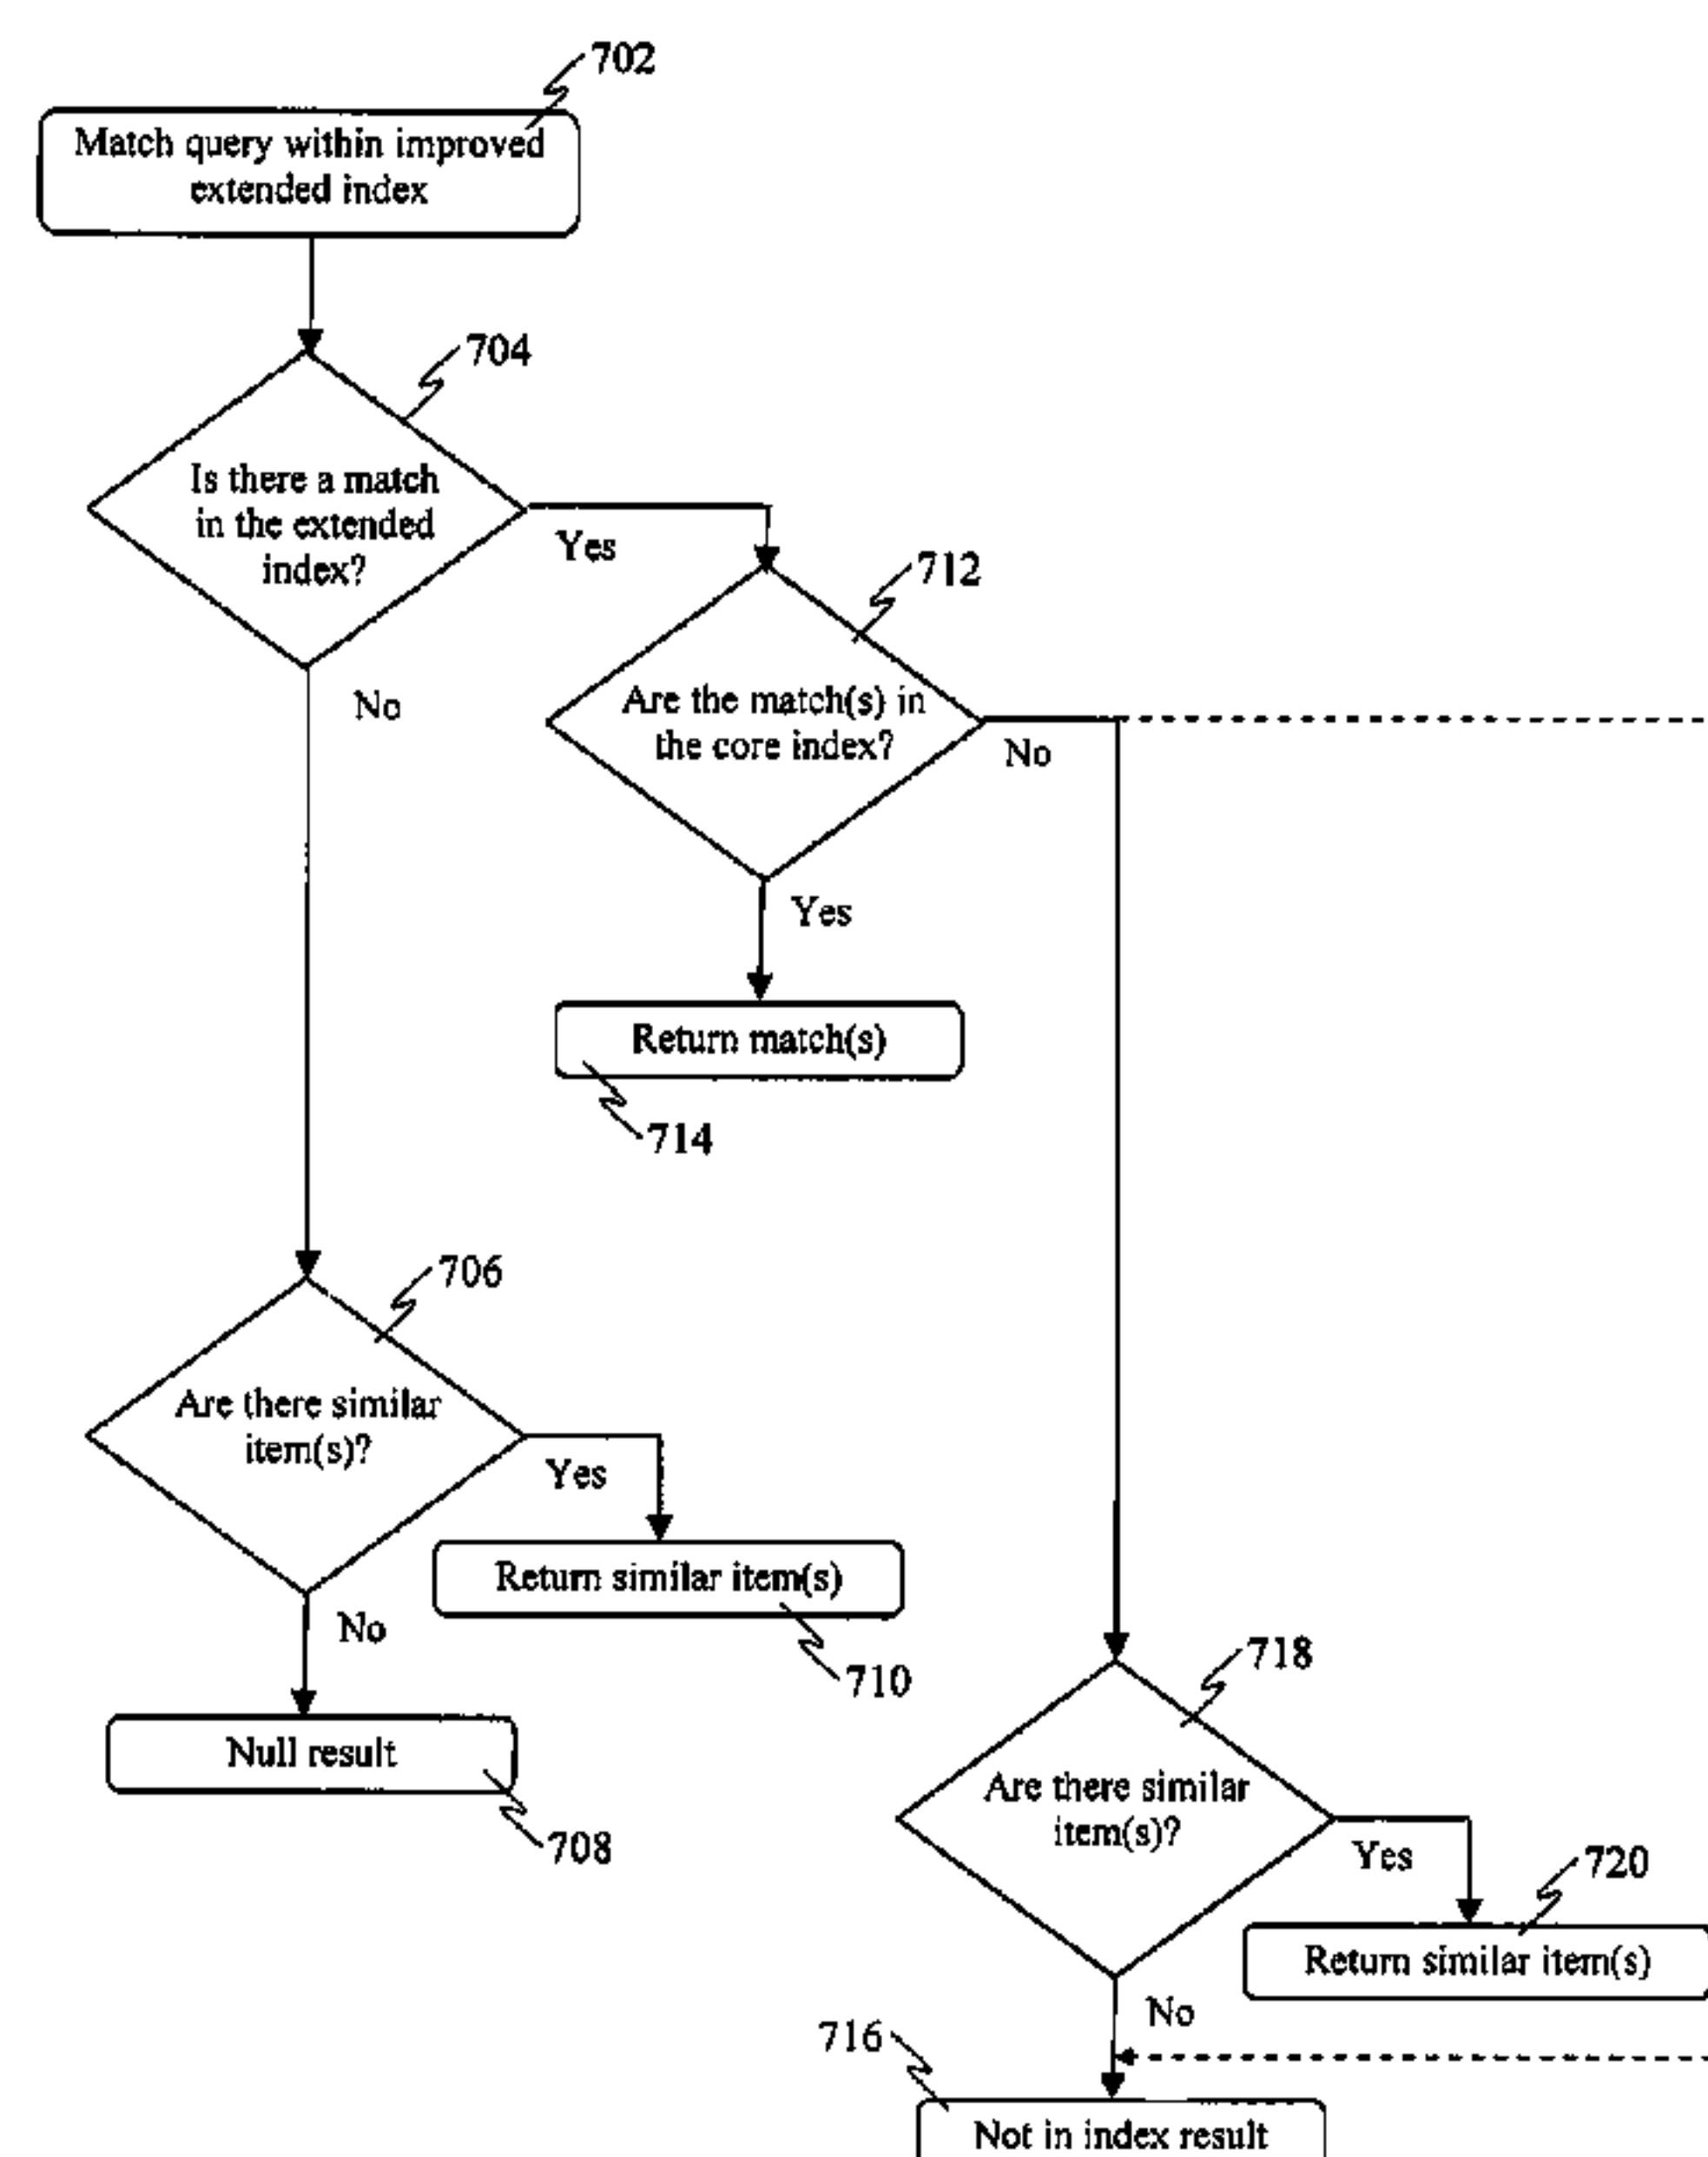 702
Match query within improved
extended index
704
Is there a match
in the extended
index?
Yes
No
712
Are the match(s) in
the core index?
No
Yes
Return match(s)
714
706
Are there similar
item(s)?
Yes
Return similar item(s)
710
No
Null result
708
718
Are there similar
item(s)?
Yes
720
Return similar item(s)
No
716
Not in index result